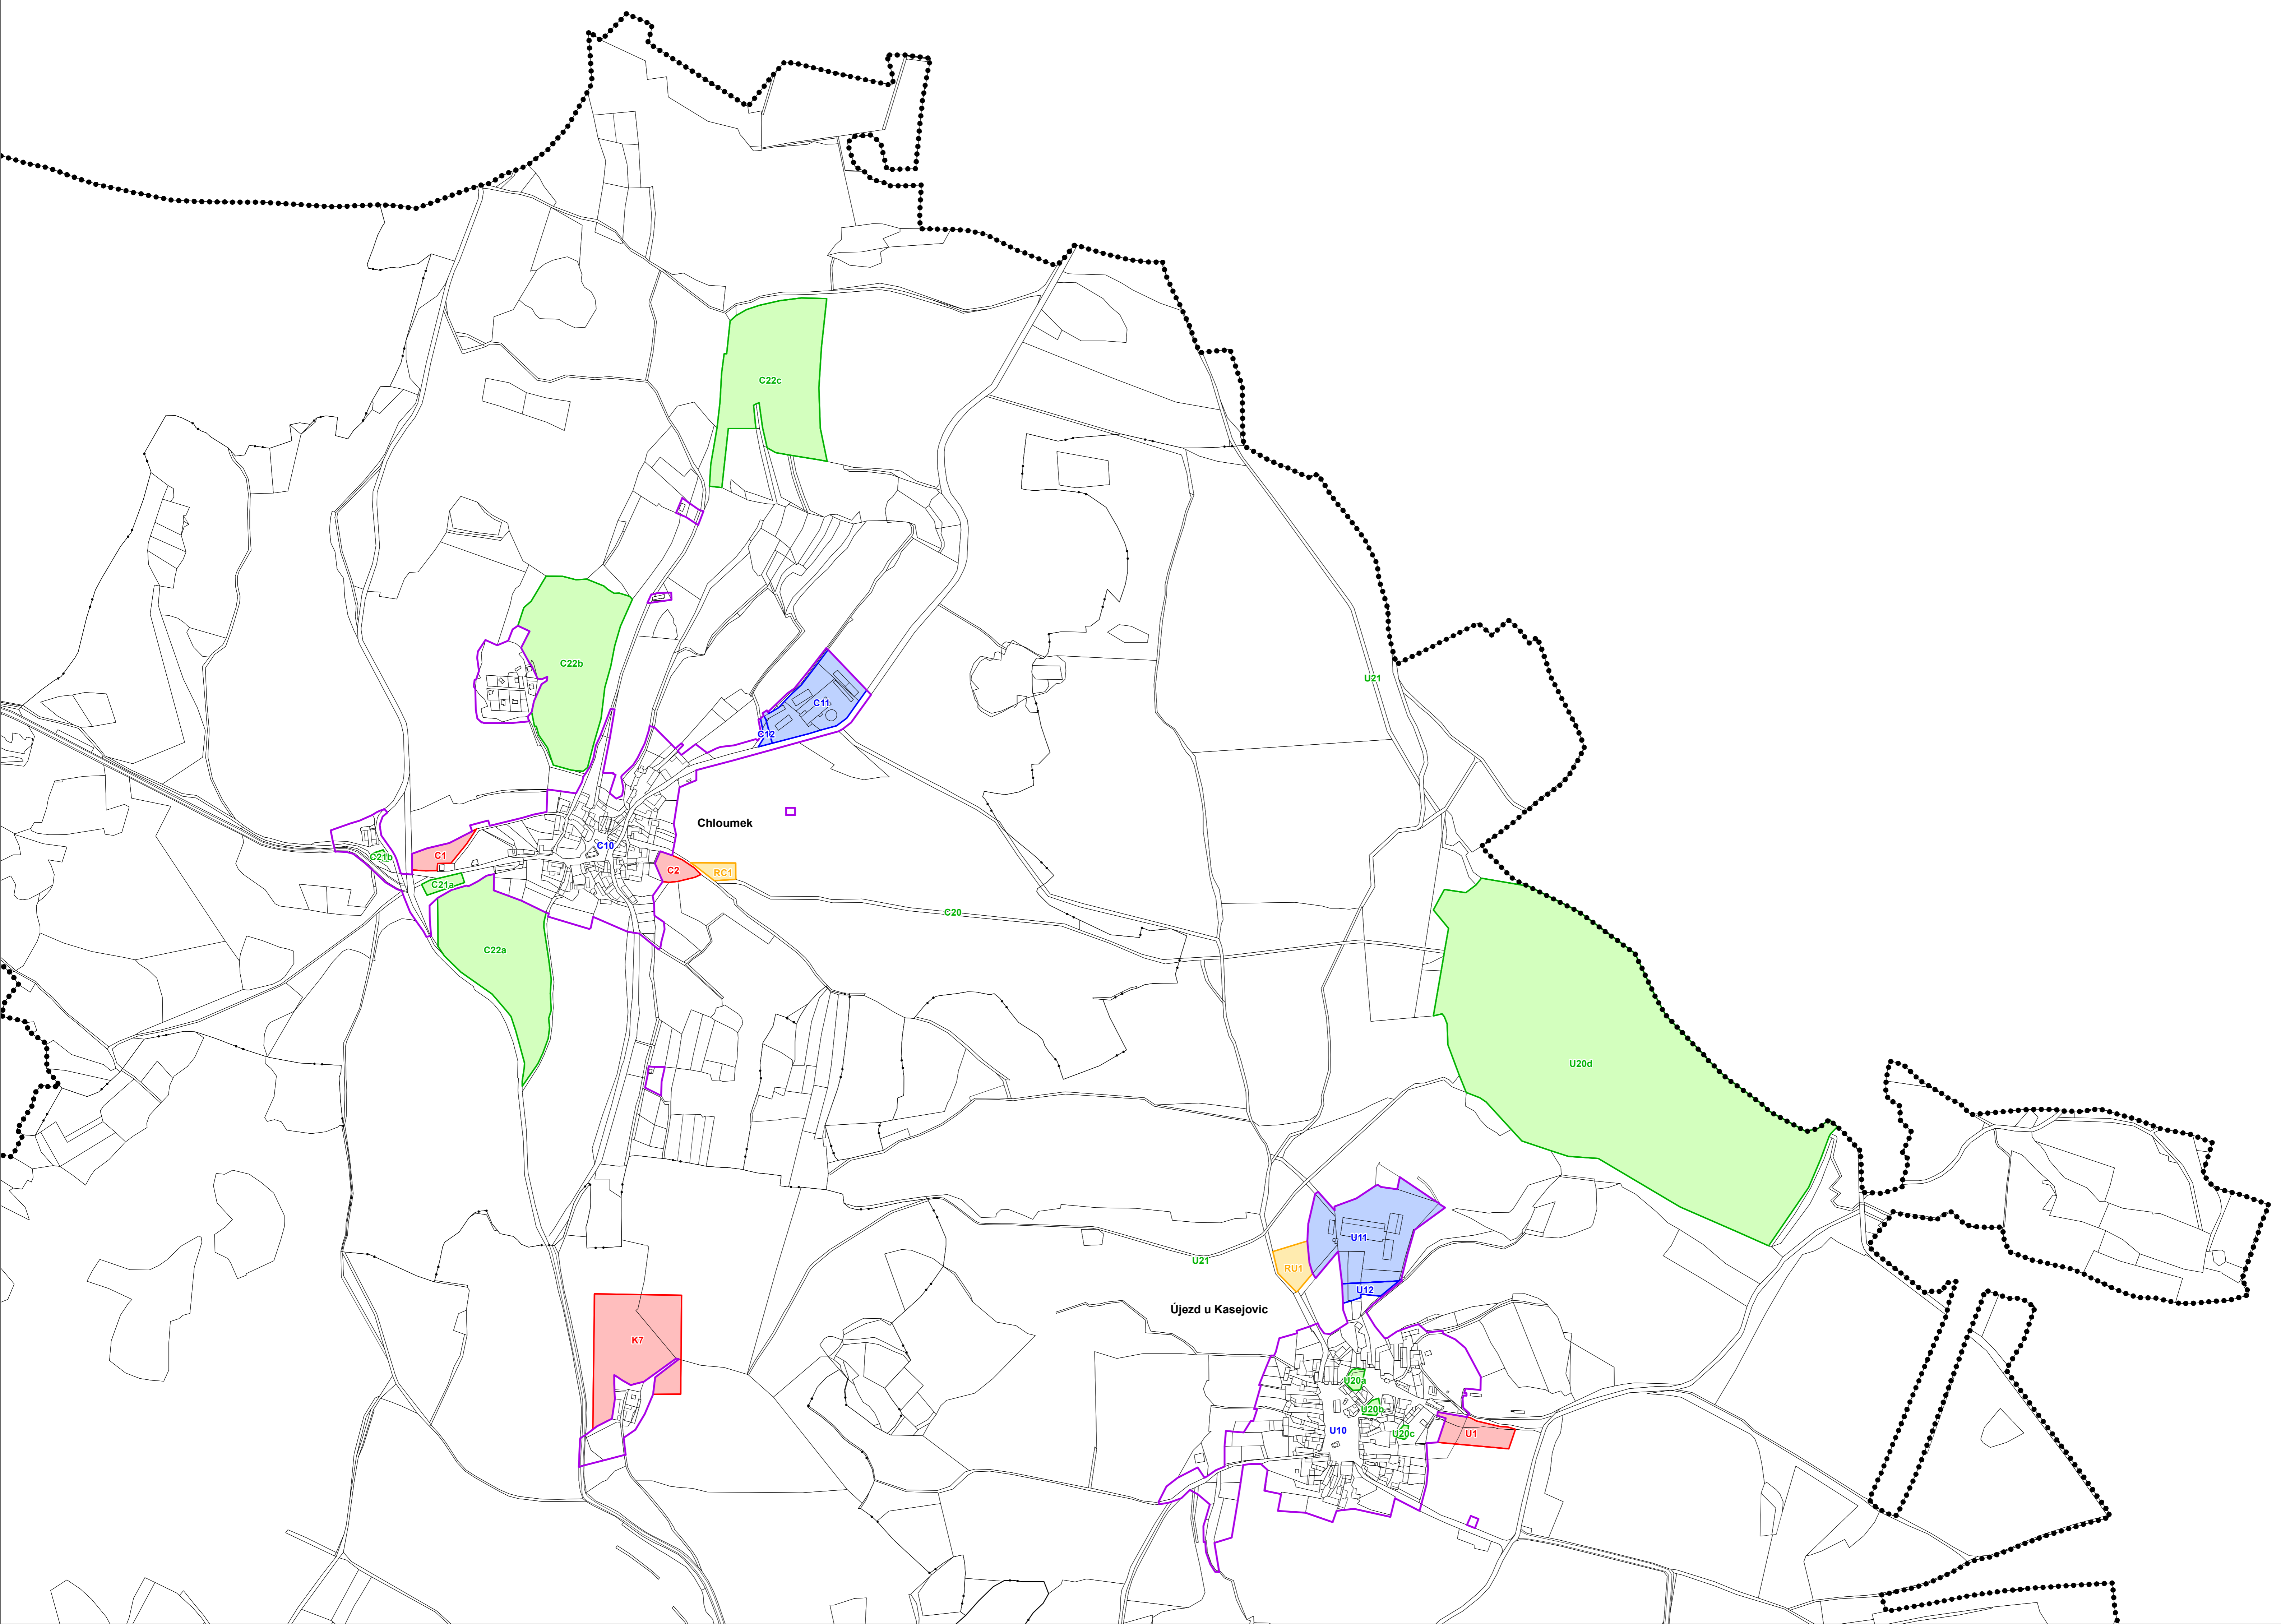 C22c
C22b
U21
C11
C12
Chloumek
C10
C1
C21b
C2
RC1
C21a
C20
C22a
U20d
U11
U21
RU1
U12
Újezd u Kasejovic
K7
U20a
U20b
U10
U20c
U1